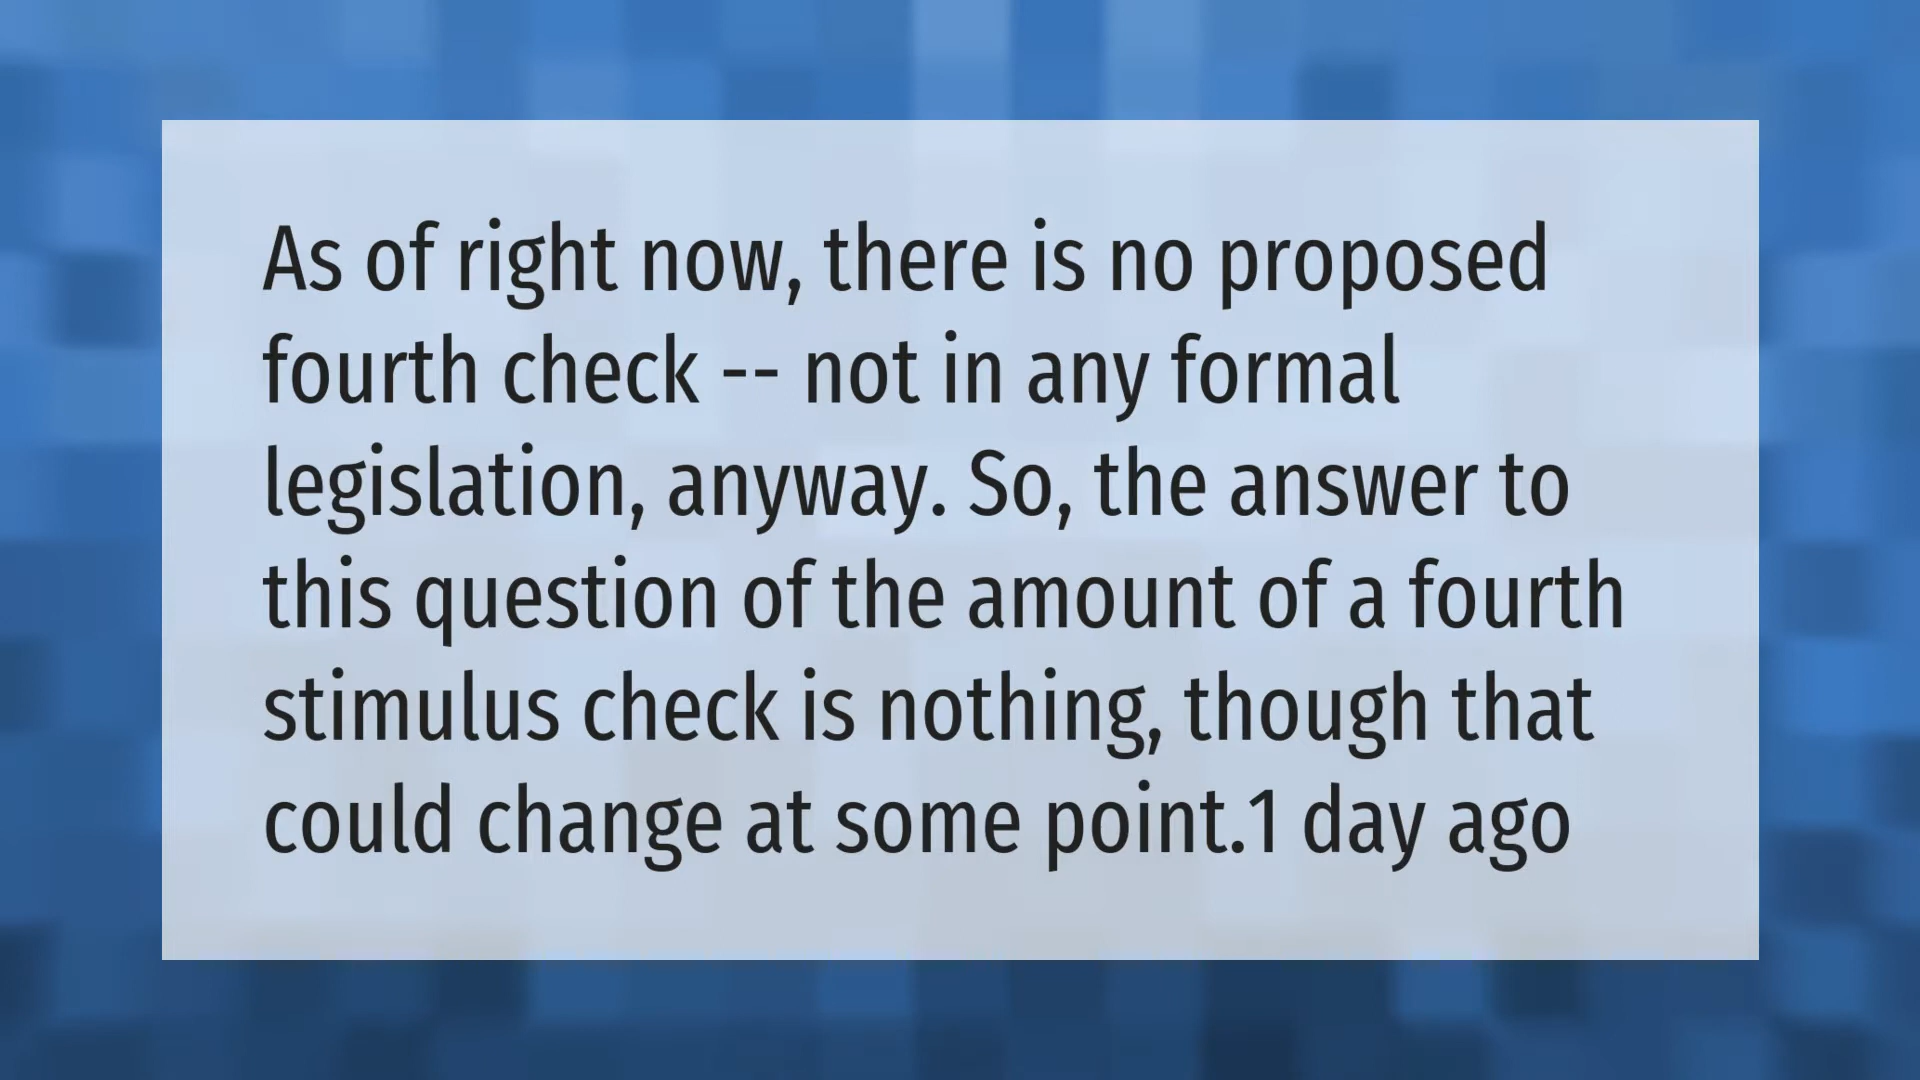 As of right now, there is no proposed
fourth check -- not in any formal
legislation, anyway. So, the answer to
this question of the amount of a fourth
stimulus check is nothing, though that
could change at some point.1 day ago